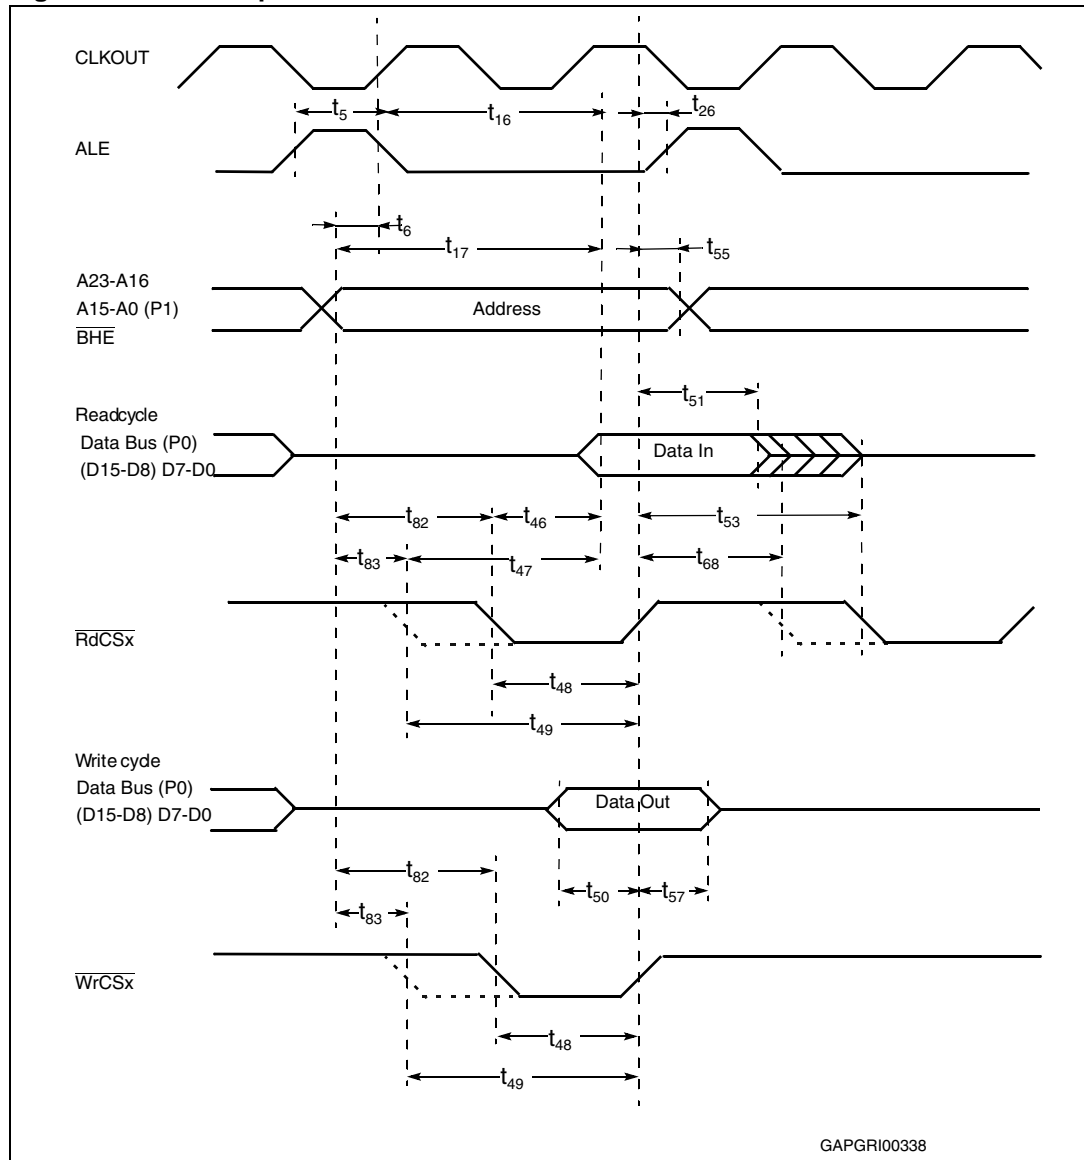 CLKOUT
t5
t16
t26
ALE
t6
t17
t55
A23-A16
A15-A0 (P1)
Address
BHE
t51
Readcycle
Data Bus (P0)
Data In
(D15-D8) D7-D0
t82
t46
t53
t83
t47
t68
RdCSx
t48
t49
Write cycle
Data Bus (P0)
Data Out
(D15-D8) D7-D0
t82
t50
t57
t83
WrCSx
t48
t49
GAPGRI00338